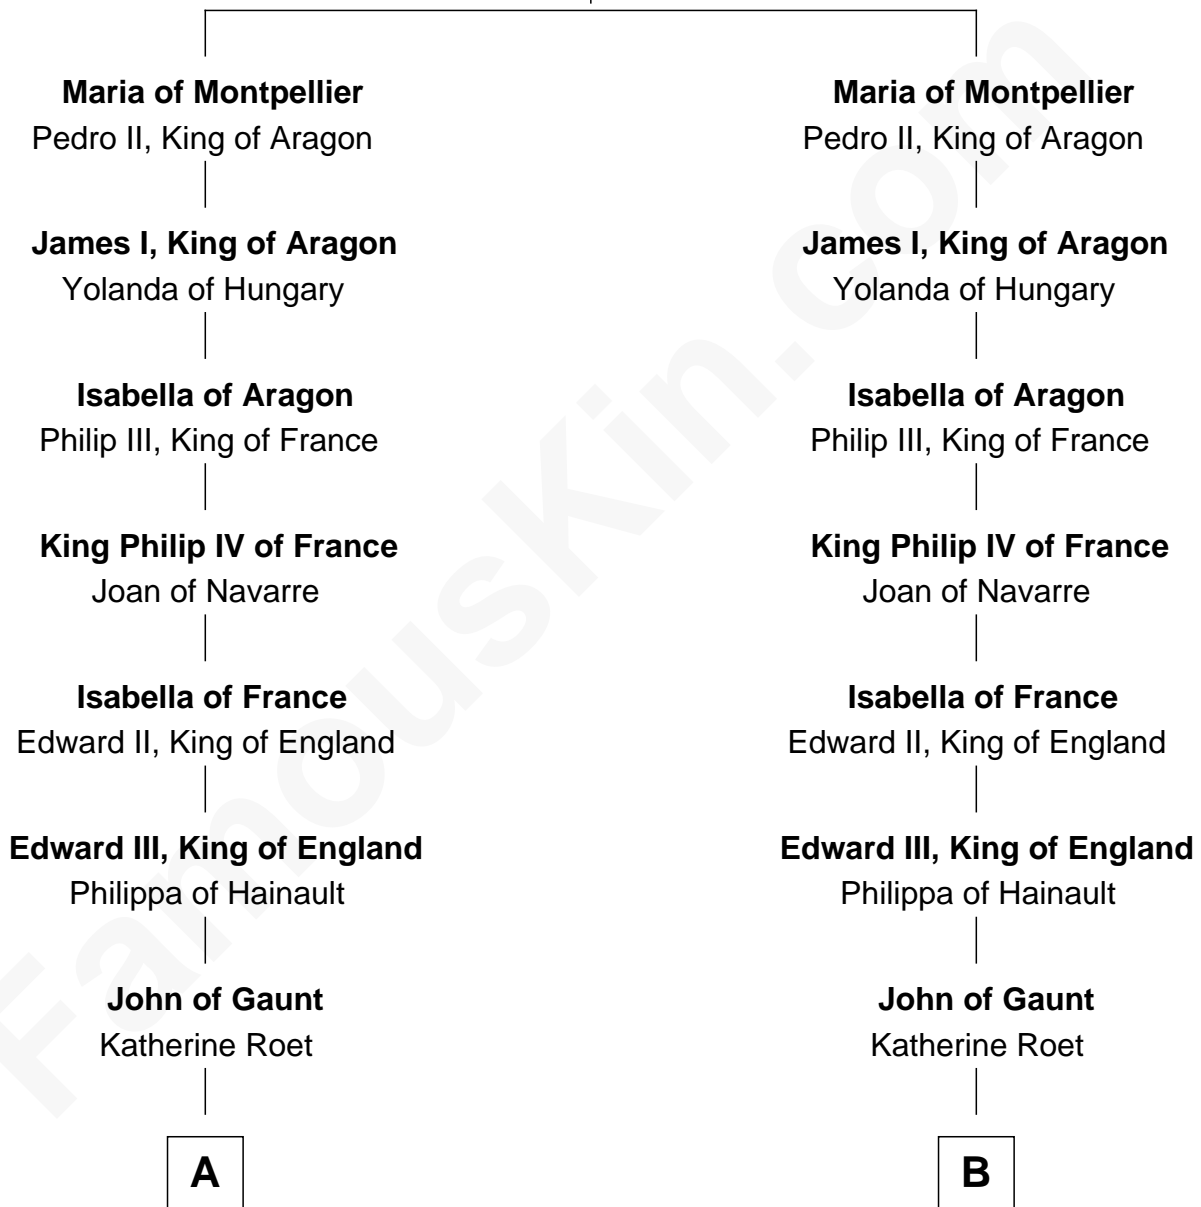 Maria of Montpellier
Pedro II, King of Aragon
James I, King of Aragon
Yolanda of Hungary
Isabella of Aragon
Philip III, King of France
King Philip IV of France
Joan of Navarre
Isabella of France
Edward II, King of England
Edward III, King of England
Philippa of Hainault
John of Gaunt
Katherine Roet
A
Maria of Montpellier
Pedro II, King of Aragon
James I, King of Aragon
Yolanda of Hungary
Isabella of Aragon
Philip III, King of France
King Philip IV of France
Joan of Navarre
Isabella of France
Edward II, King of England
Edward III, King of England
Philippa of Hainault
John of Gaunt
Katherine Roet
B
FamousKin.com